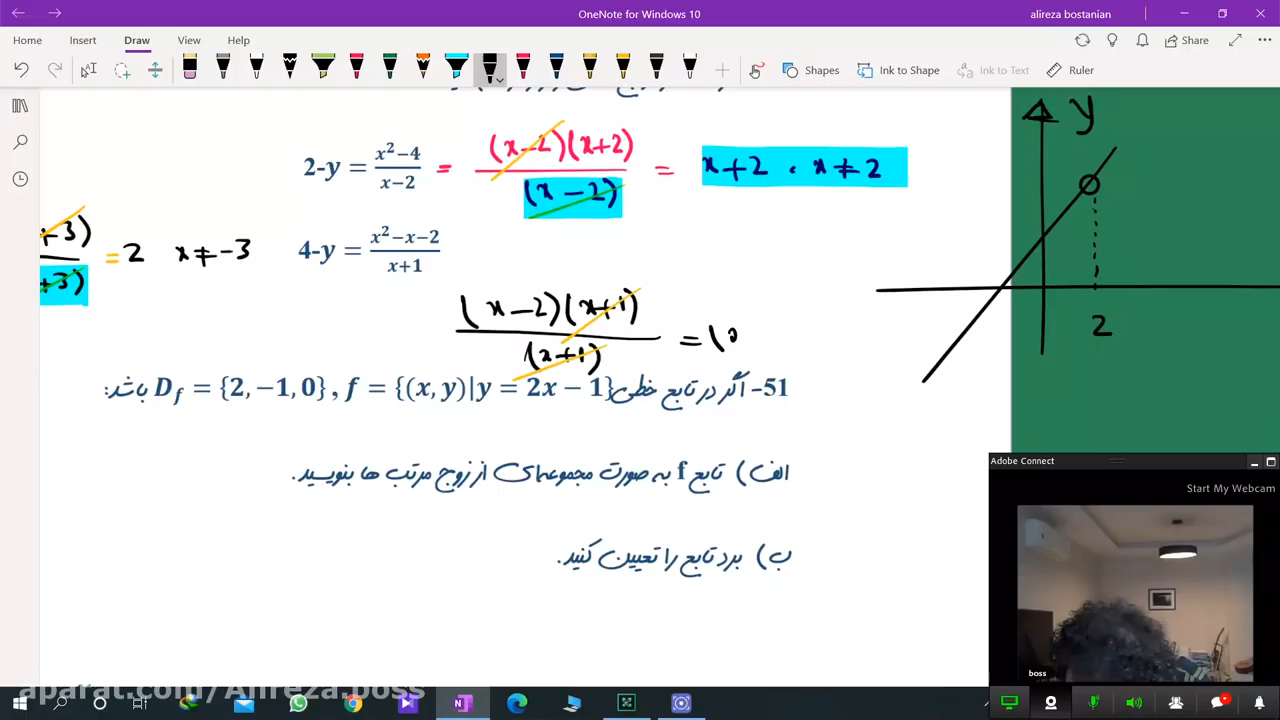 OneNote for Windows 10
alireza bostanian
Home Insert Draw View Help
Share
Shapes Ink to Shape Ink to Text Ruler
2-y = x²−4 / x−2 = (x−2)(x+2) / (x−2) = x+2 , x ≠ 2
+3) / +3) = 2 x ≠ −3
4-y = x²−x−2 / x+1
(x−2)(x+1) / (x+1) = (
51- اگر در تابع خطی f = {(x, y)|y = 2x − 1} , D_f = {2, −1, 0} باشد:
الف) تابع f به صورت مجموعه‌ای از زوج مرتب ها بنویسید.
ب) برد تابع را تعیین کنید.
y
2
Adobe Connect
Start My Webcam
boss
aparat.com/Alireza.boss